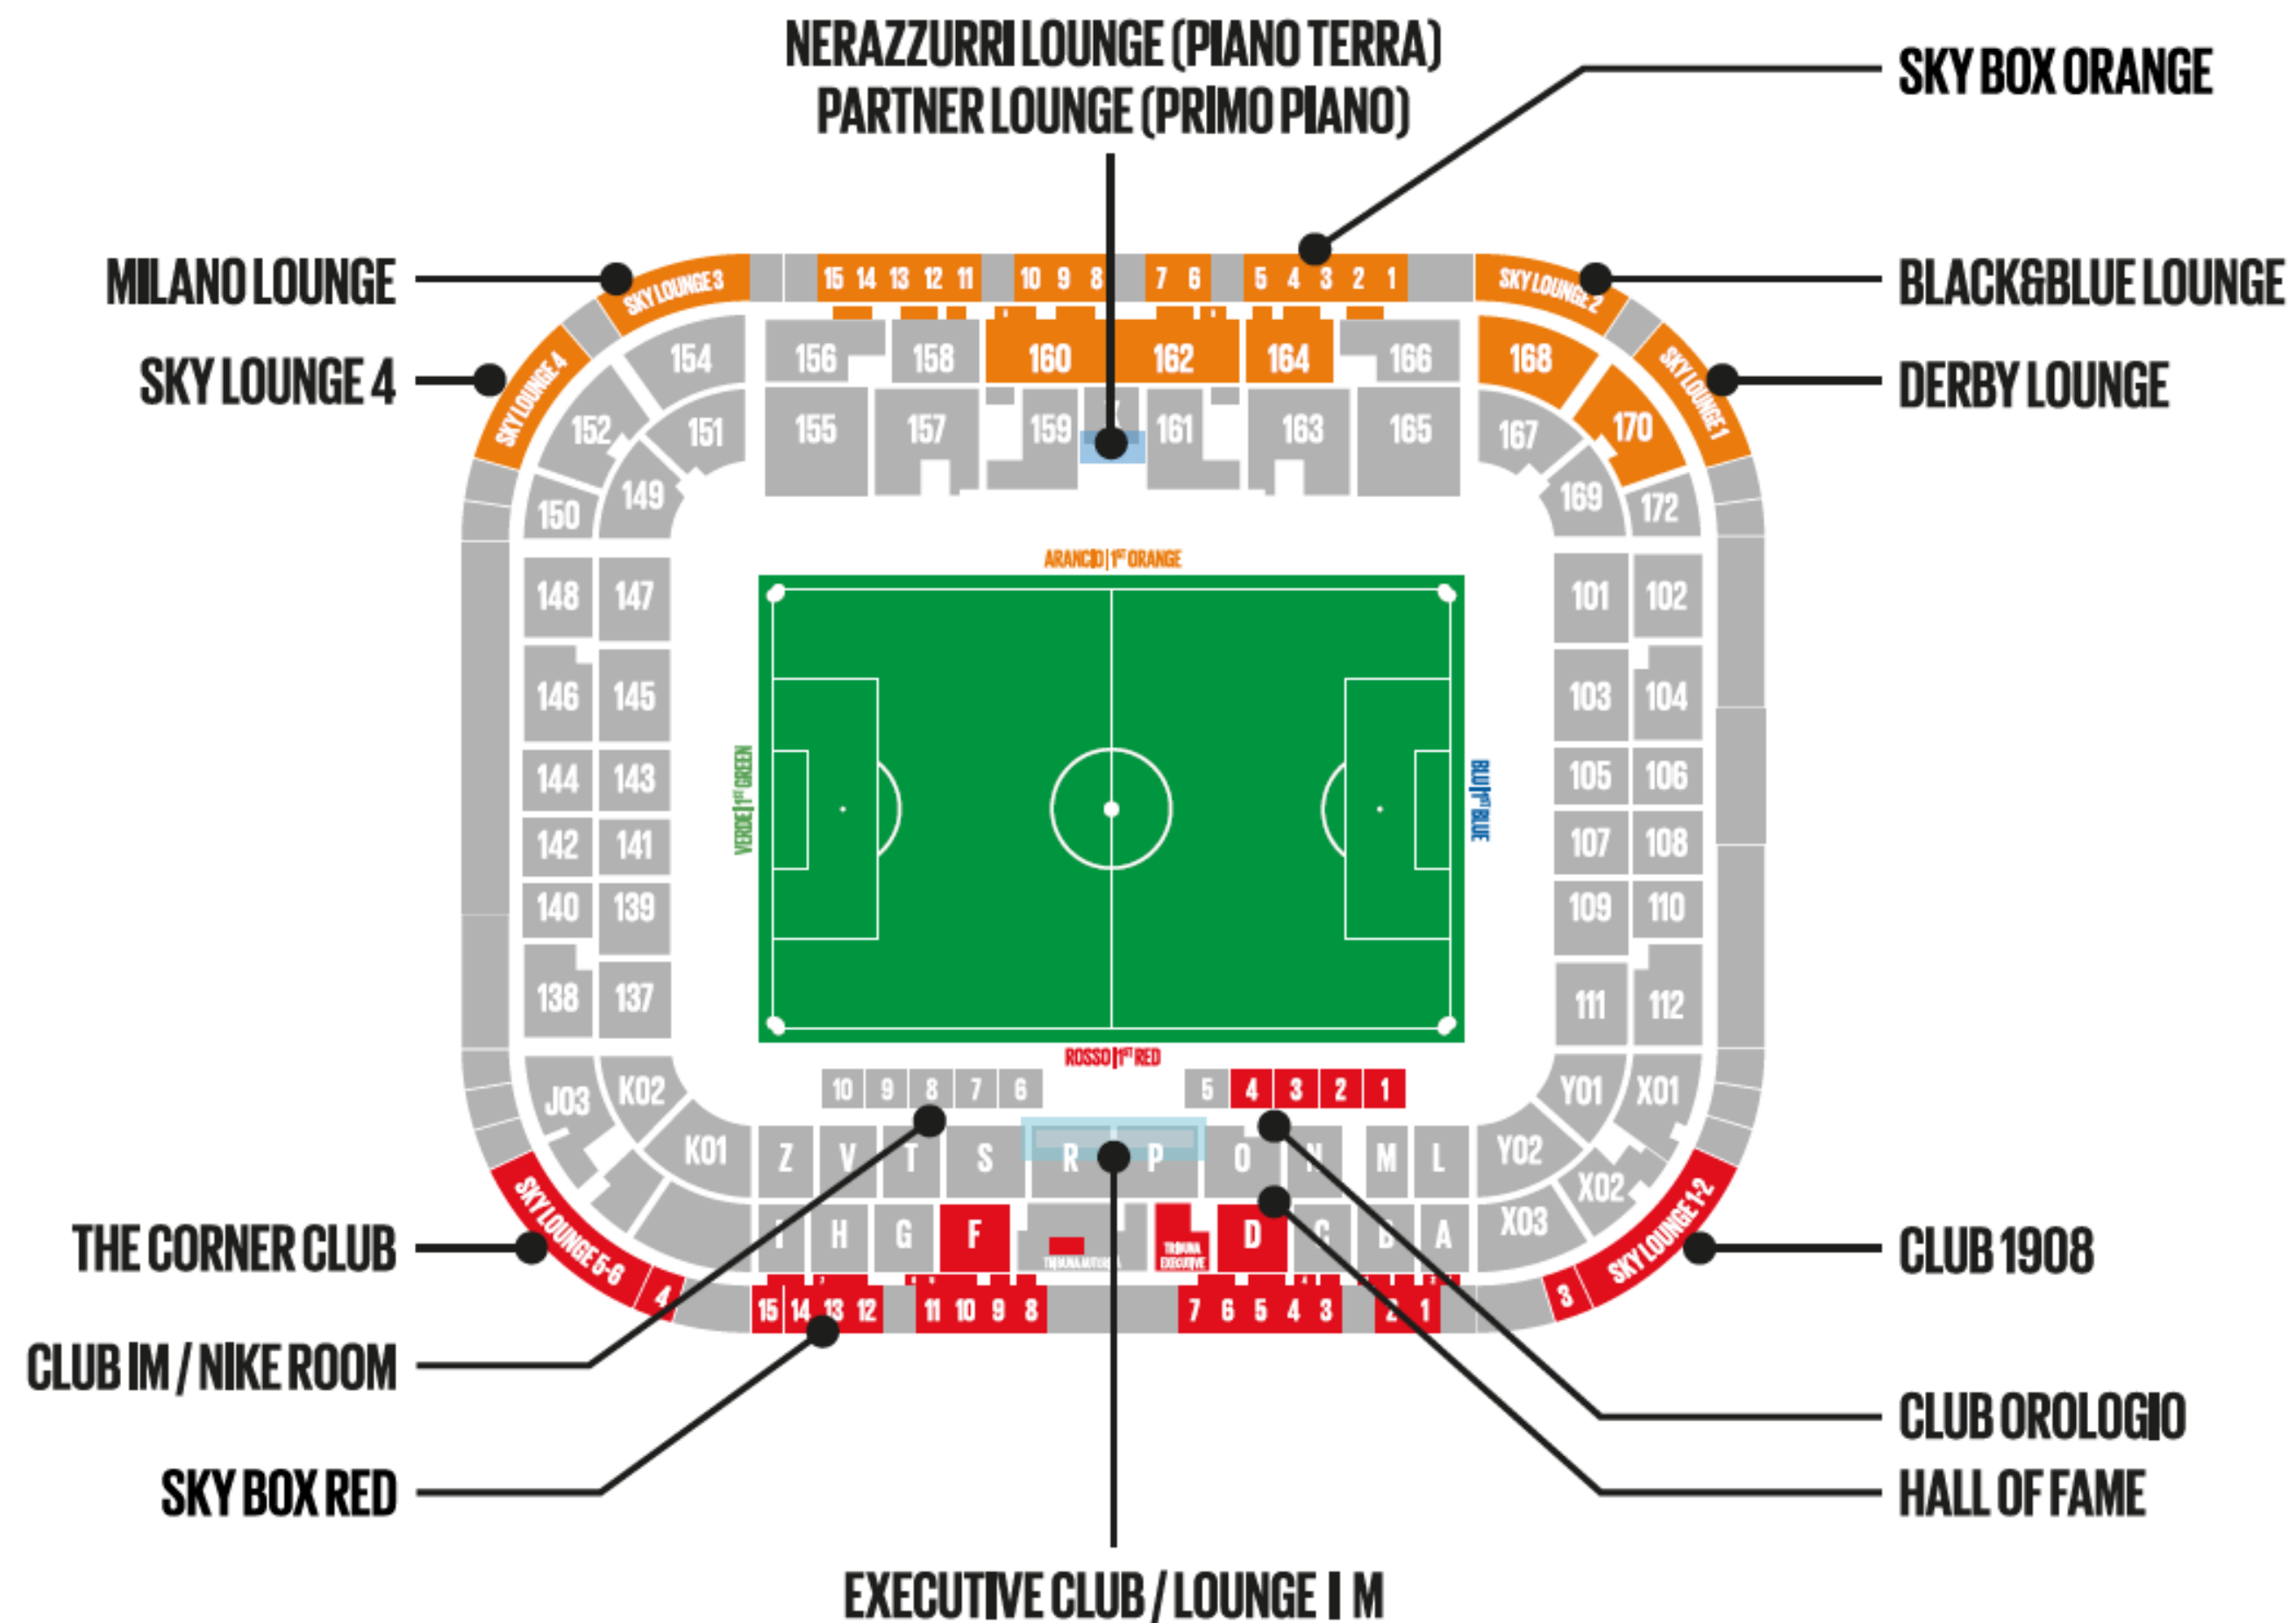 NERAZZURRI LOUNGE (PIANO TERRA)
PARTNER LOUNGE (PRIMO PIANO)
SKY BOX ORANGE
MILANO LOUNGE
BLACK&BLUE LOUNGE
SKY LOUNGE 4
DERBY LOUNGE
SKY LOUNGE 3
15 14 13 12 11
10 9 8
7 6
5 4 3 2 1
SKY LOUNGE 2
SKY LOUNGE 4
SKY LOUNGE 1
154
156
158
160
162
164
166
168
152
151
155
157
159
161
163
165
167
170
150
149
169
172
ARANCIO | 1ST ORANGE
148
147
101
102
146
145
103
104
VERDE | 1ST GREEN
BLU | 1ST BLUE
144
143
105
106
142
141
107
108
140
139
109
110
138
137
111
112
ROSSO | 1ST RED
10 9 8 7 6
5 4 3 2 1
J03
K02
Y01
X01
K01
Z
V
T
S
R
P
O
N
M
L
Y02
X02
H
G
F
TRIBUNA
EXECUTIVE
D
C
B
A
X03
SKY LOUNGE 5-6
4
15 14 13 12
11 10 9 8
7 6 5 4 3
2 1
3
SKY LOUNGE 1-2
THE CORNER CLUB
CLUB 1908
CLUB IM / NIKE ROOM
CLUB OROLOGIO
SKY BOX RED
HALL OF FAME
EXECUTIVE CLUB / LOUNGE I M